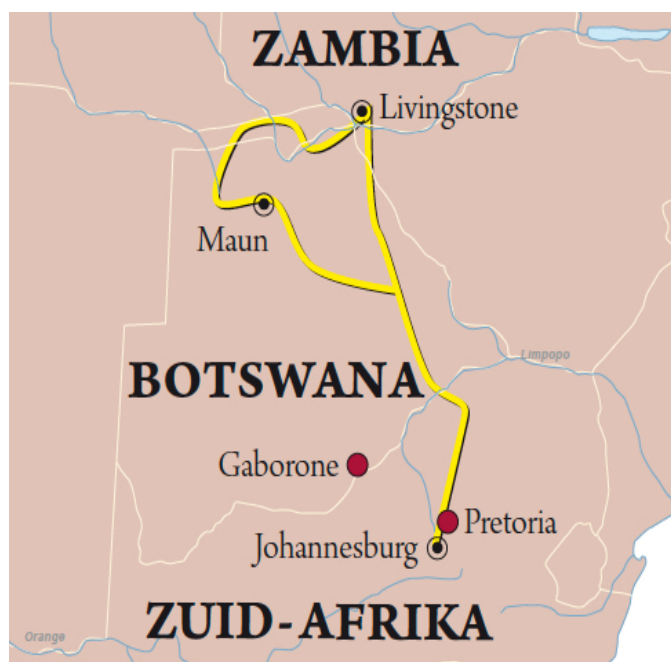 ZAMBIA
Livingstone
Maun
Limpopo
BOTSWANA
Gaborone
Pretoria
Johannesburg
Orange
ZUID-AFRIKA